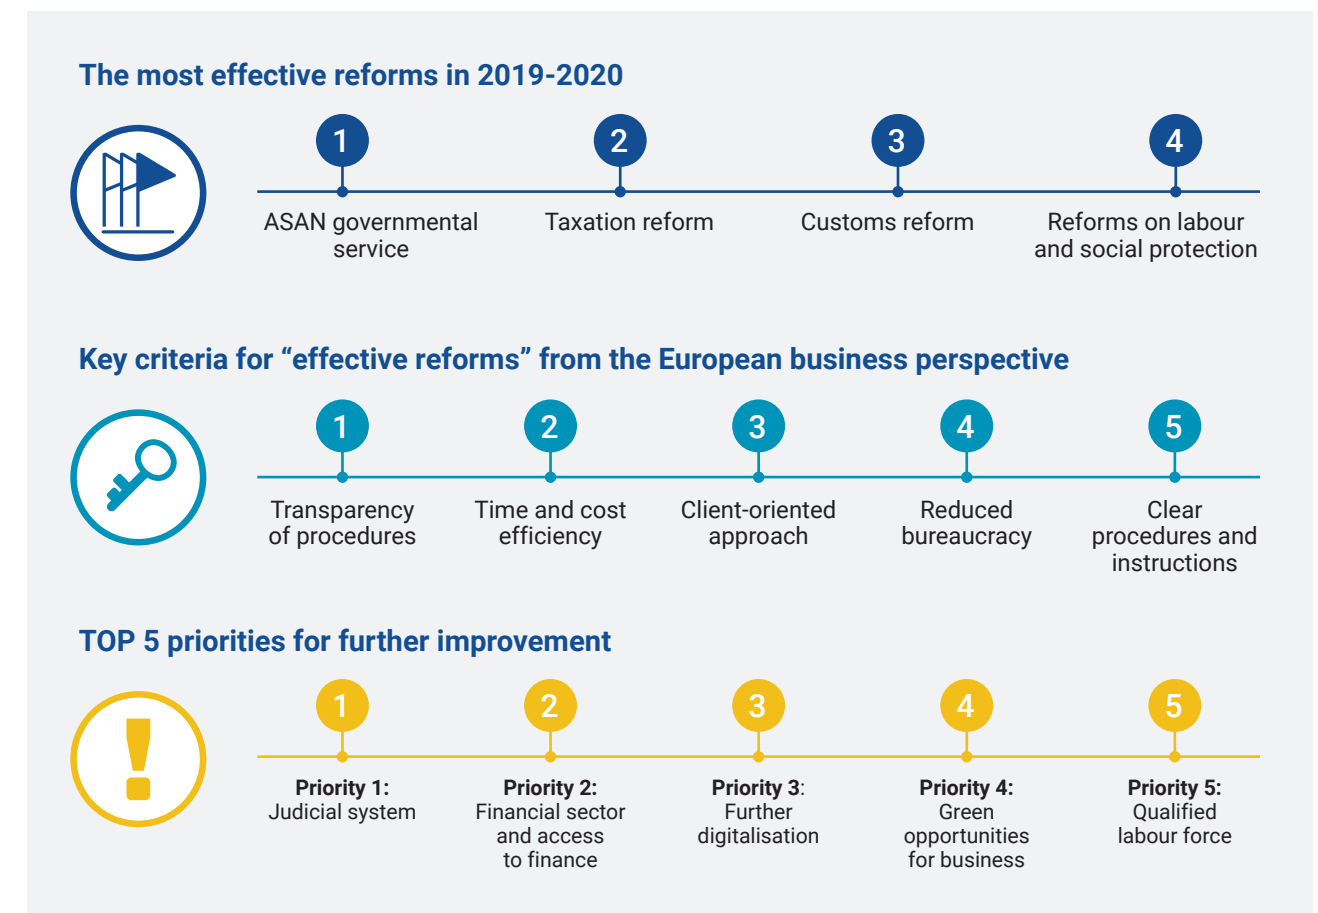 The most effective reforms in 2019-2020
1
2
3
4
ASAN governmental
service
Taxation reform
Customs reform
Reforms on labour
and social protection
Key criteria for “effective reforms” from the European business perspective
1
2
3
4
5
Transparency
of procedures
Time and cost
efficiency
Client-oriented
approach
Reduced
bureaucracy
Clear
procedures and
instructions
TOP 5 priorities for further improvement
1
2
3
4
5
Priority 1:
Judicial system
Priority 2:
Financial sector
and access
to finance
Priority 3:
Further
digitalisation
Priority 4:
Green
opportunities
for business
Priority 5:
Qualified
labour force